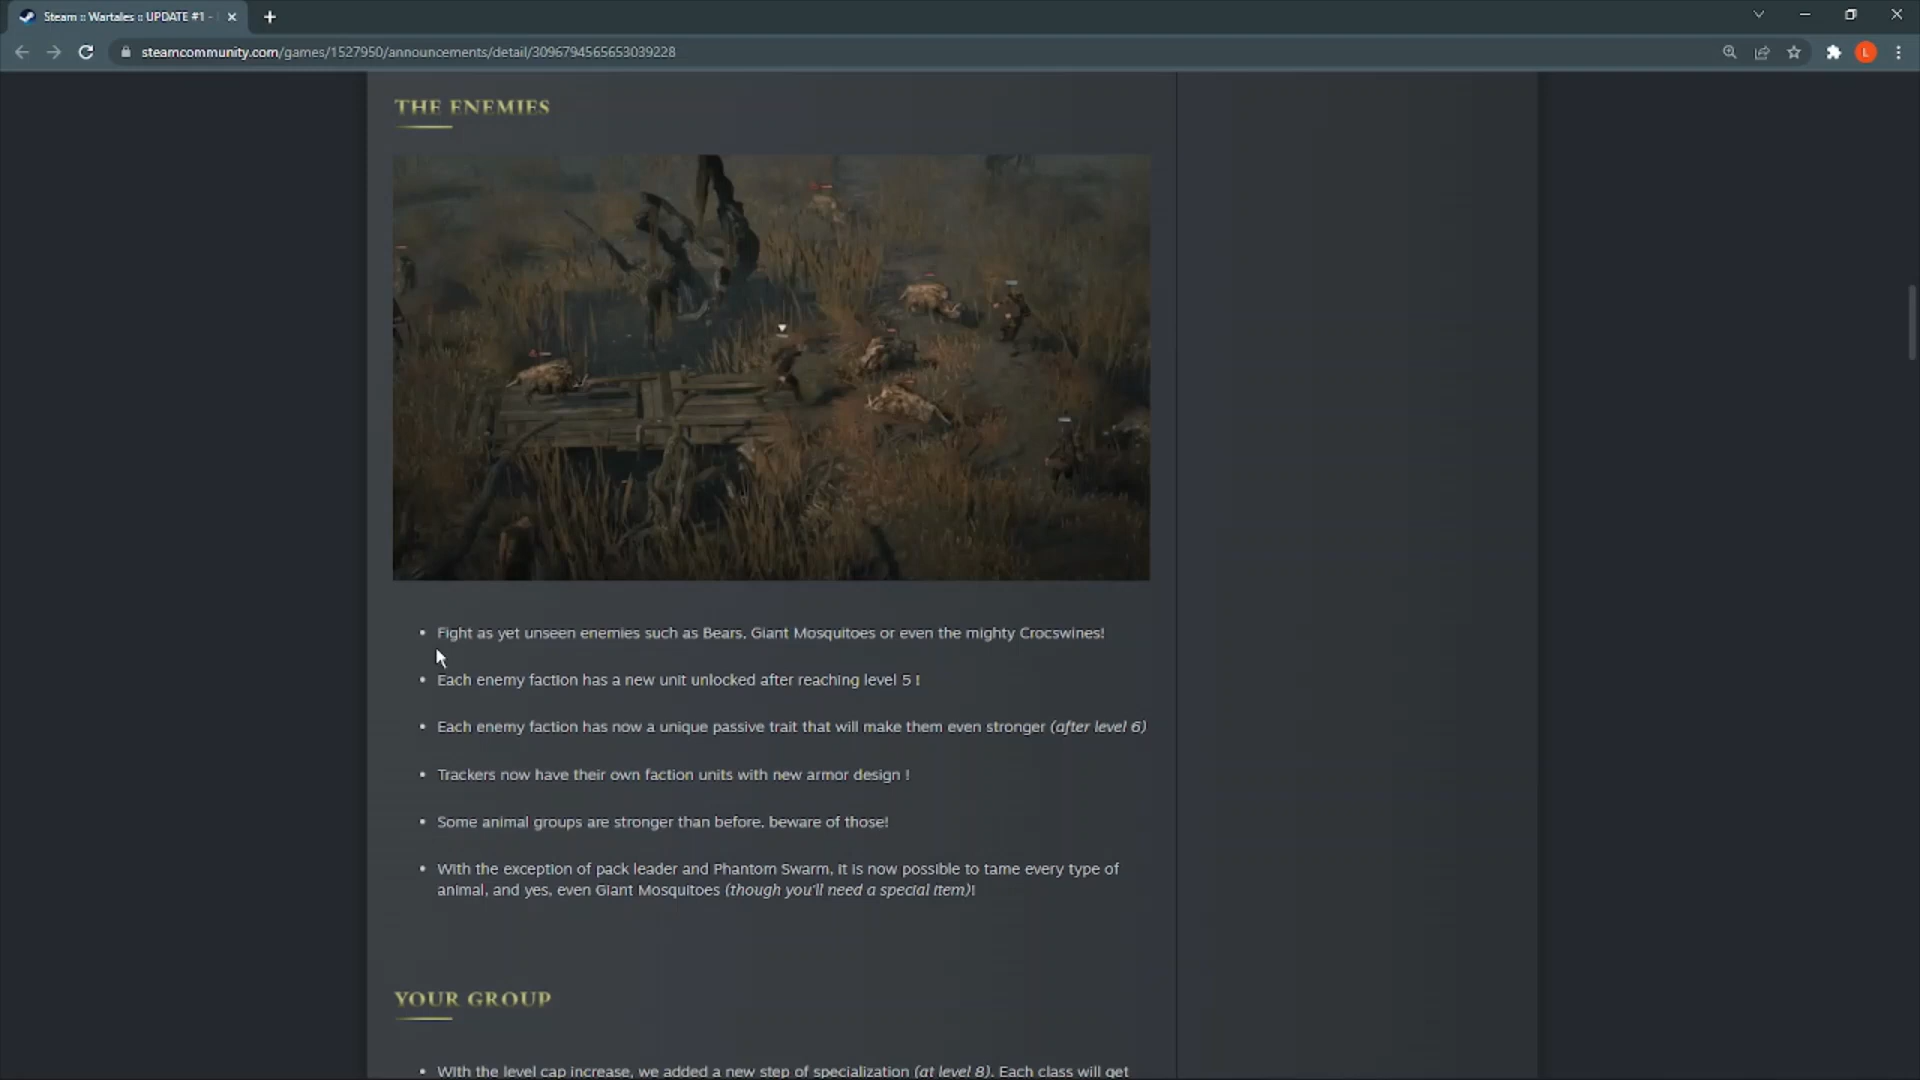 Steam :: Wartales :: UPDATE #1 -
steamcommunity.com/games/1527950/announcements/detail/3096794565653039228
L
THE ENEMIES
• Fight as yet unseen enemies such as Bears, Giant Mosquitoes or even the mighty Crocswines!
• Each enemy faction has a new unit unlocked after reaching level 5 !
• Each enemy faction has now a unique passive trait that will make them even stronger (after level 6)
• Trackers now have their own faction units with new armor design !
• Some animal groups are stronger than before, beware of those!
• With the exception of pack leader and Phantom Swarm, it is now possible to tame every type of
animal, and yes, even Giant Mosquitoes (though you'll need a special item)!
YOUR GROUP
• With the level cap increase, we added a new step of specialization (at level 8). Each class will get